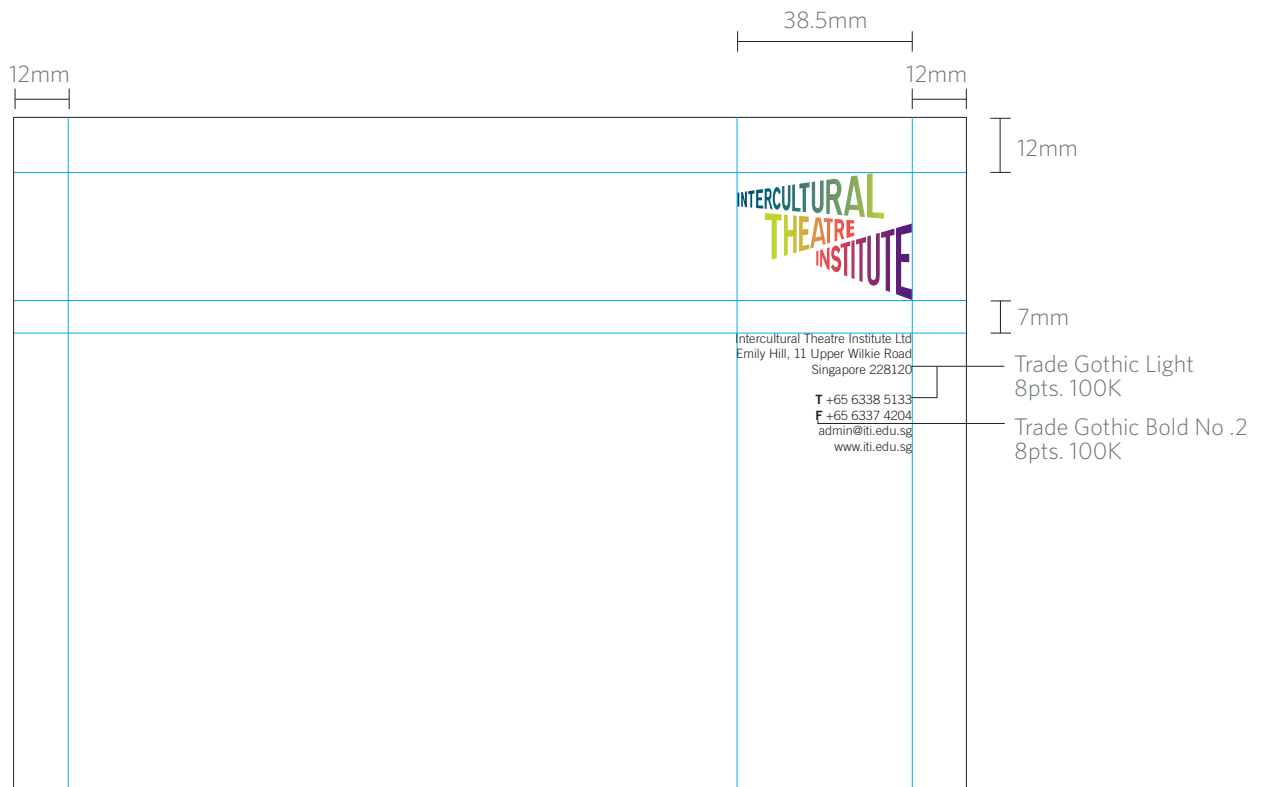 38.5mm
12mm
12mm
12mm
INTERCULTURAL
THEATRE
INSTITUTE
7mm
Intercultural Theatre Institute Ltd
Emily Hill, 11 Upper Wilkie Road
Singapore 228120
T +65 6338 5133
F +65 6337 4204
admin@iti.edu.sg
www.iti.edu.sg
Trade Gothic Light
8pts. 100K
Trade Gothic Bold No .2
8pts. 100K